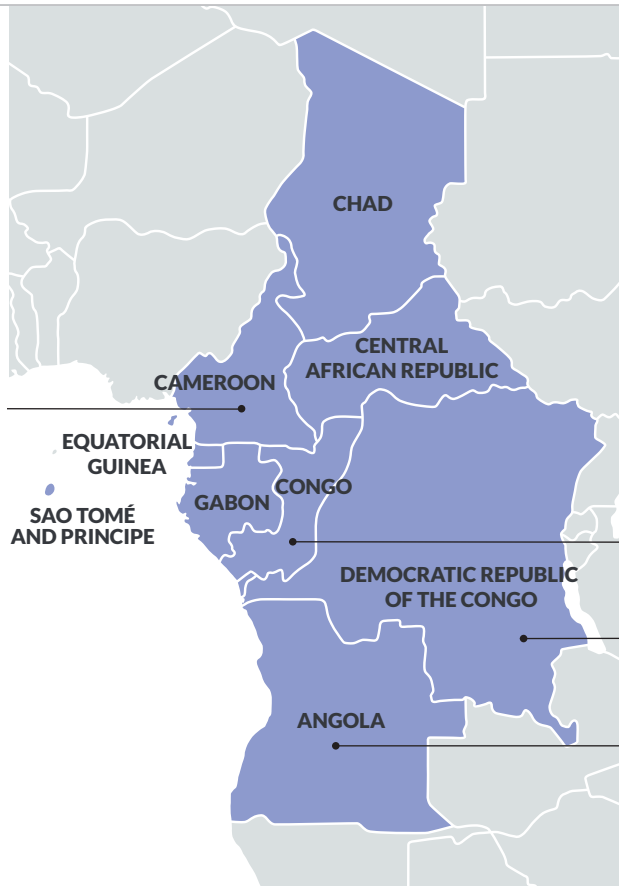 CHAD
CENTRAL
AFRICAN REPUBLIC
CAMEROON
EQUATORIAL
GUINEA
CONGO
GABON
SAO TOMÉ
AND PRINCIPE
DEMOCRATIC REPUBLIC
OF THE CONGO
ANGOLA